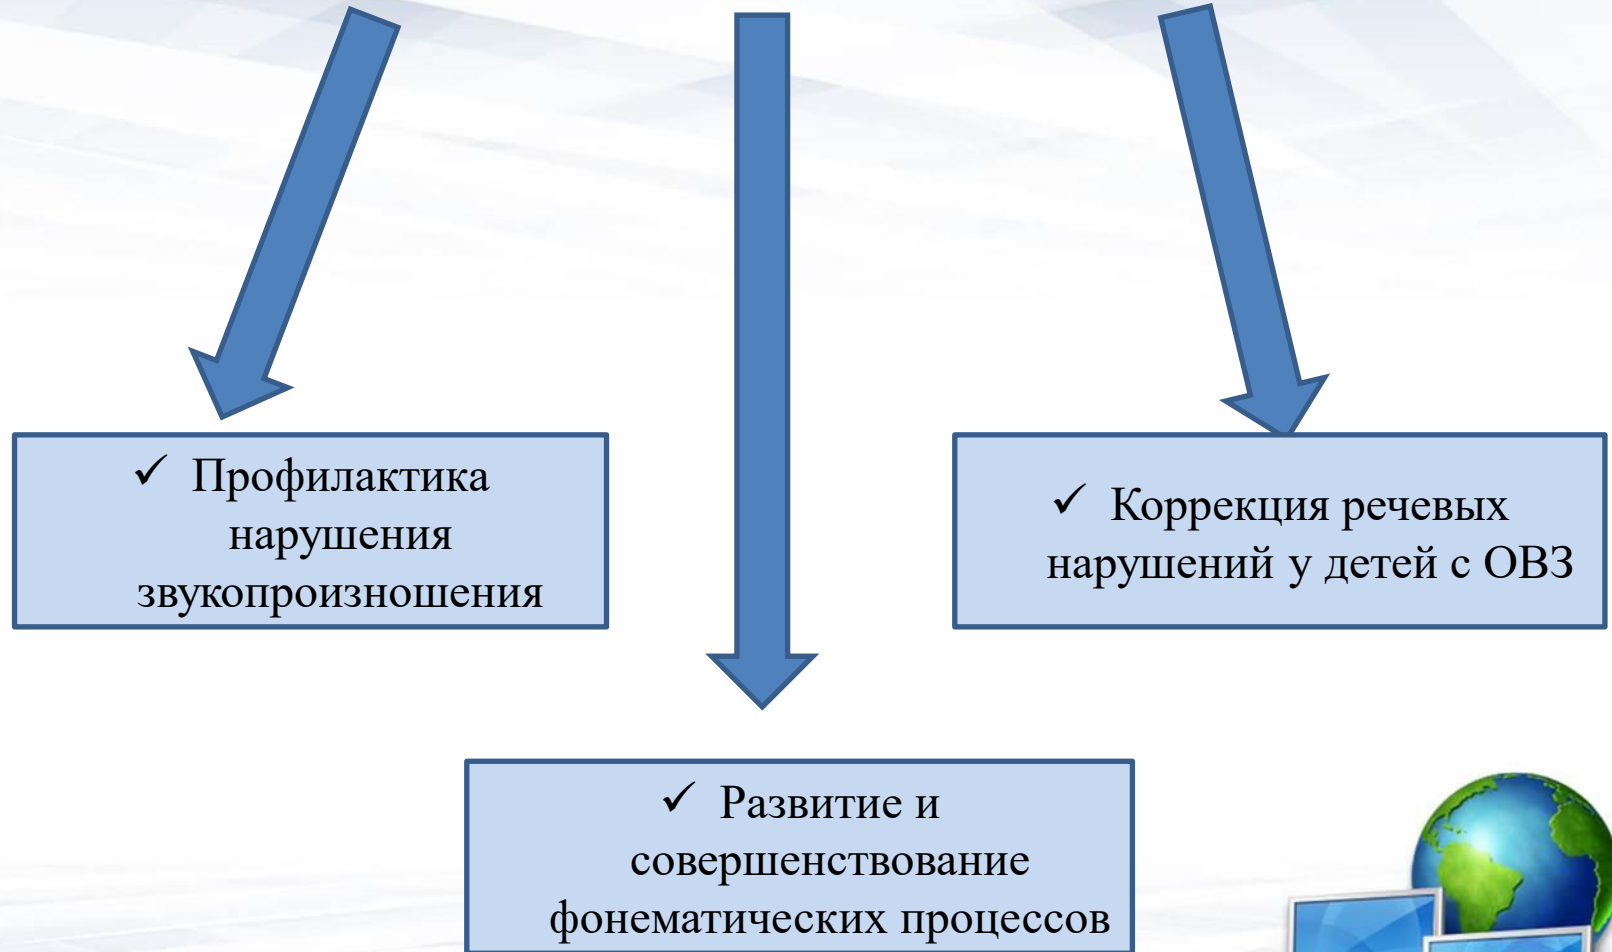 ✓ Профилактика
нарушения
звукопроизношения
✓ Коррекция речевых
нарушений у детей с ОВЗ
✓ Развитие и
совершенствование
фонематических процессов